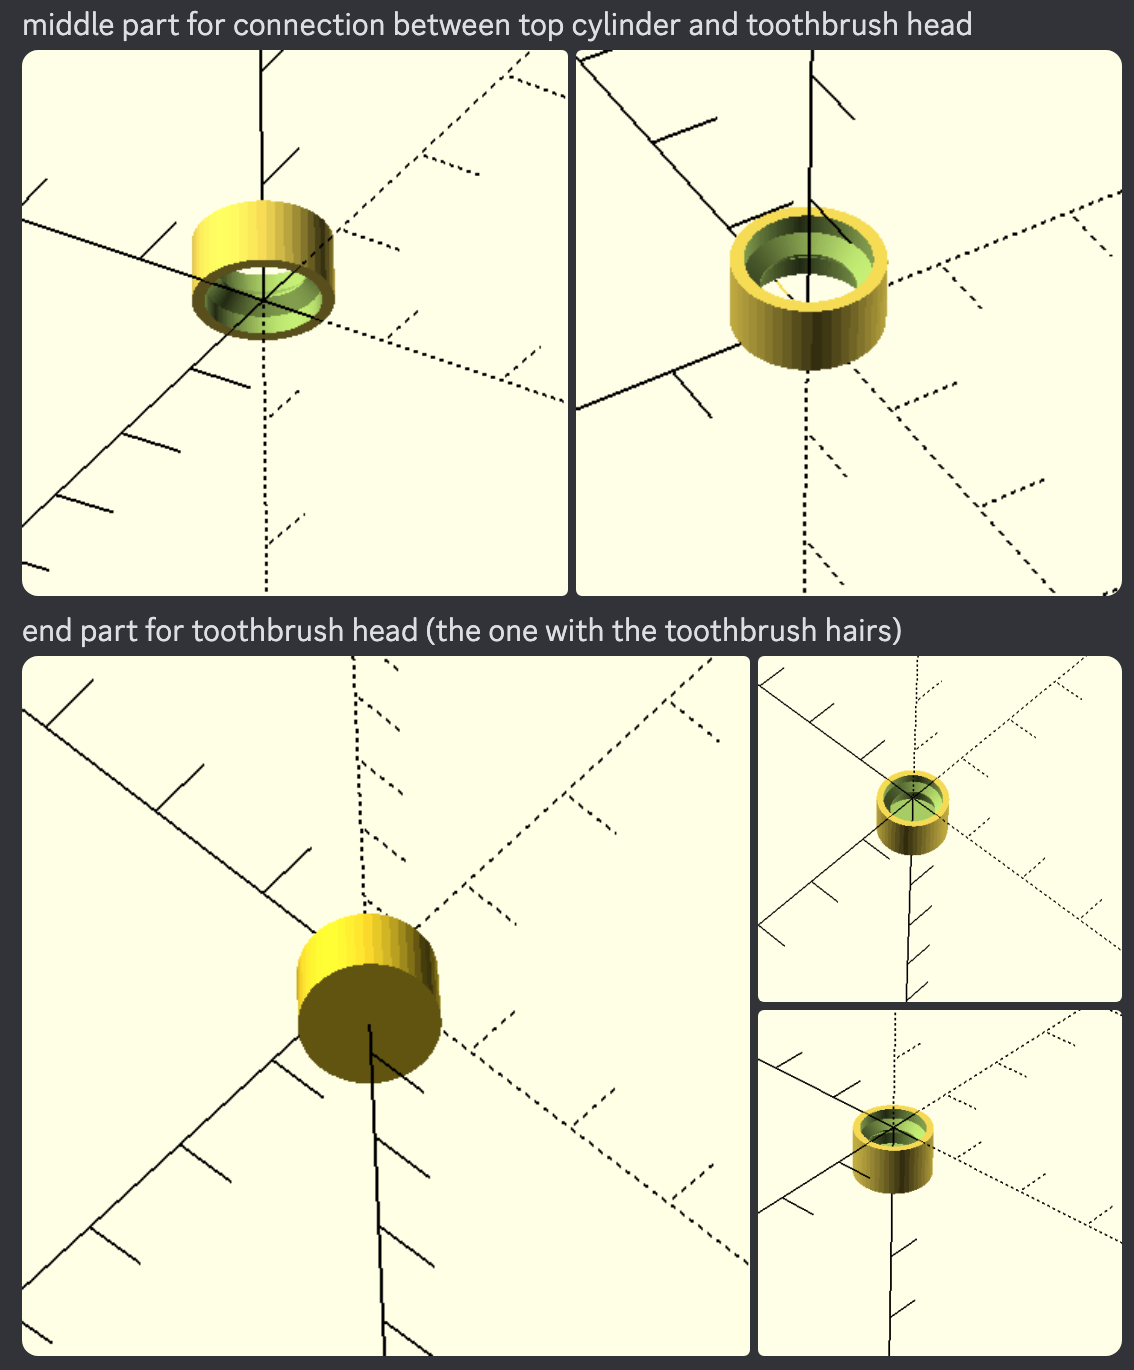 middle part for connection between top cylinder and toothbrush head
end part for toothbrush head (the one with the toothbrush hairs)